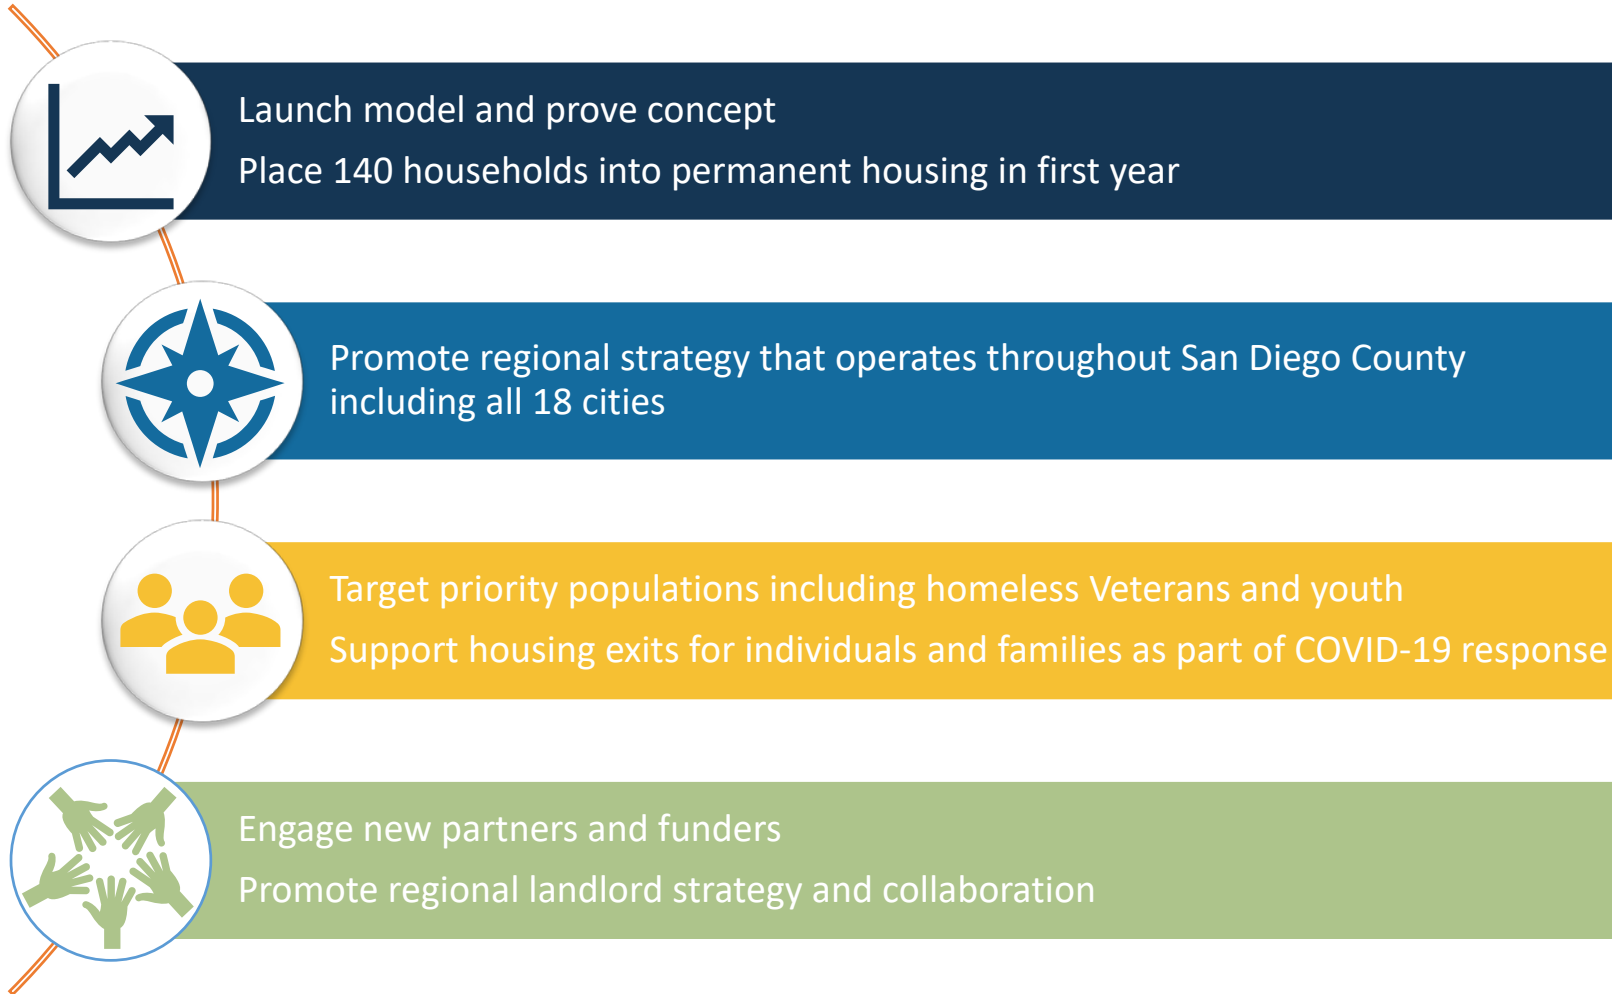 Launch model and prove concept
Place 140 households into permanent housing in first year
Promote regional strategy that operates throughout San Diego County
including all 18 cities
Target priority populations including homeless Veterans and youth
Support housing exits for individuals and families as part of COVID-19 response
Engage new partners and funders
Promote regional landlord strategy and collaboration